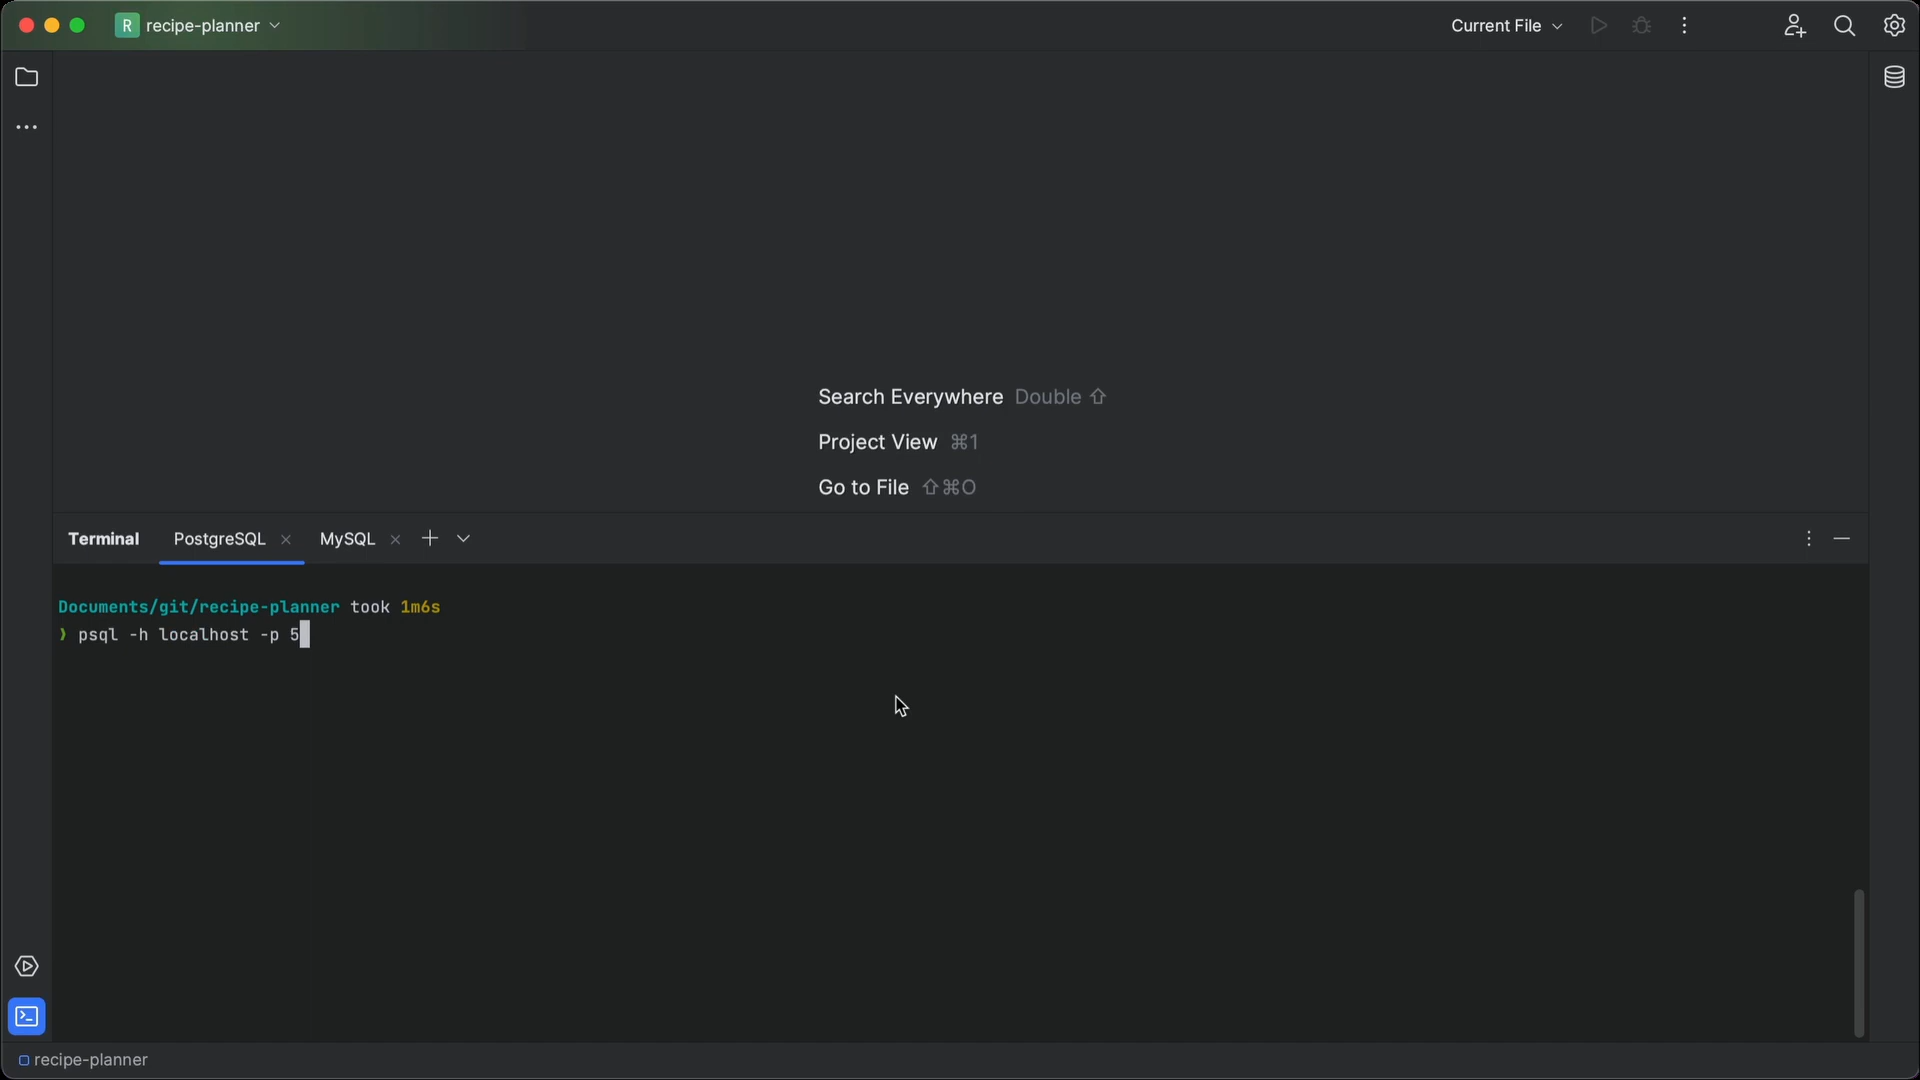 R recipe-planner
Current File
Search Everywhere Double ⇧
Project View ⌘1
Go to File ⇧⌘O
Terminal PostgreSQL MySQL
Documents/git/recipe-planner took 1m6s
❯ psql -h localhost -p 5
recipe-planner